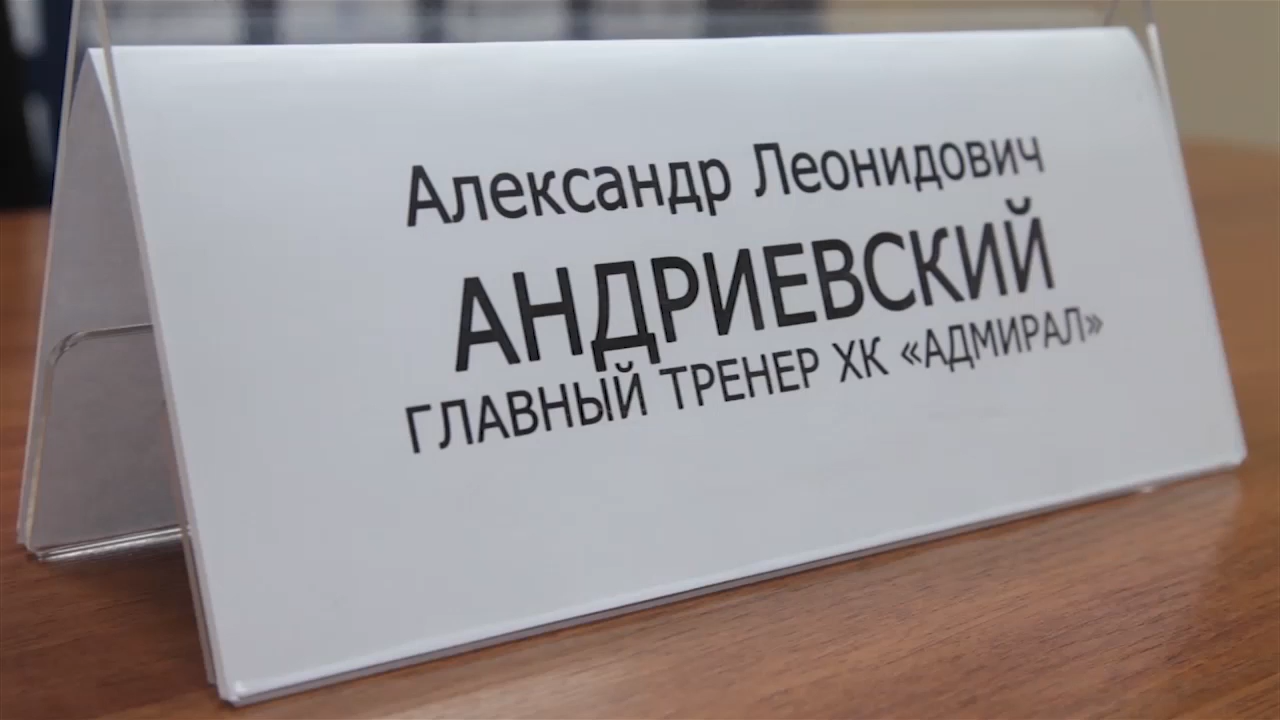 Александр Леонидович
АНДРИЕВСКИЙ
ГЛАВНЫЙ ТРЕНЕР ХК «АДМИРАЛ»